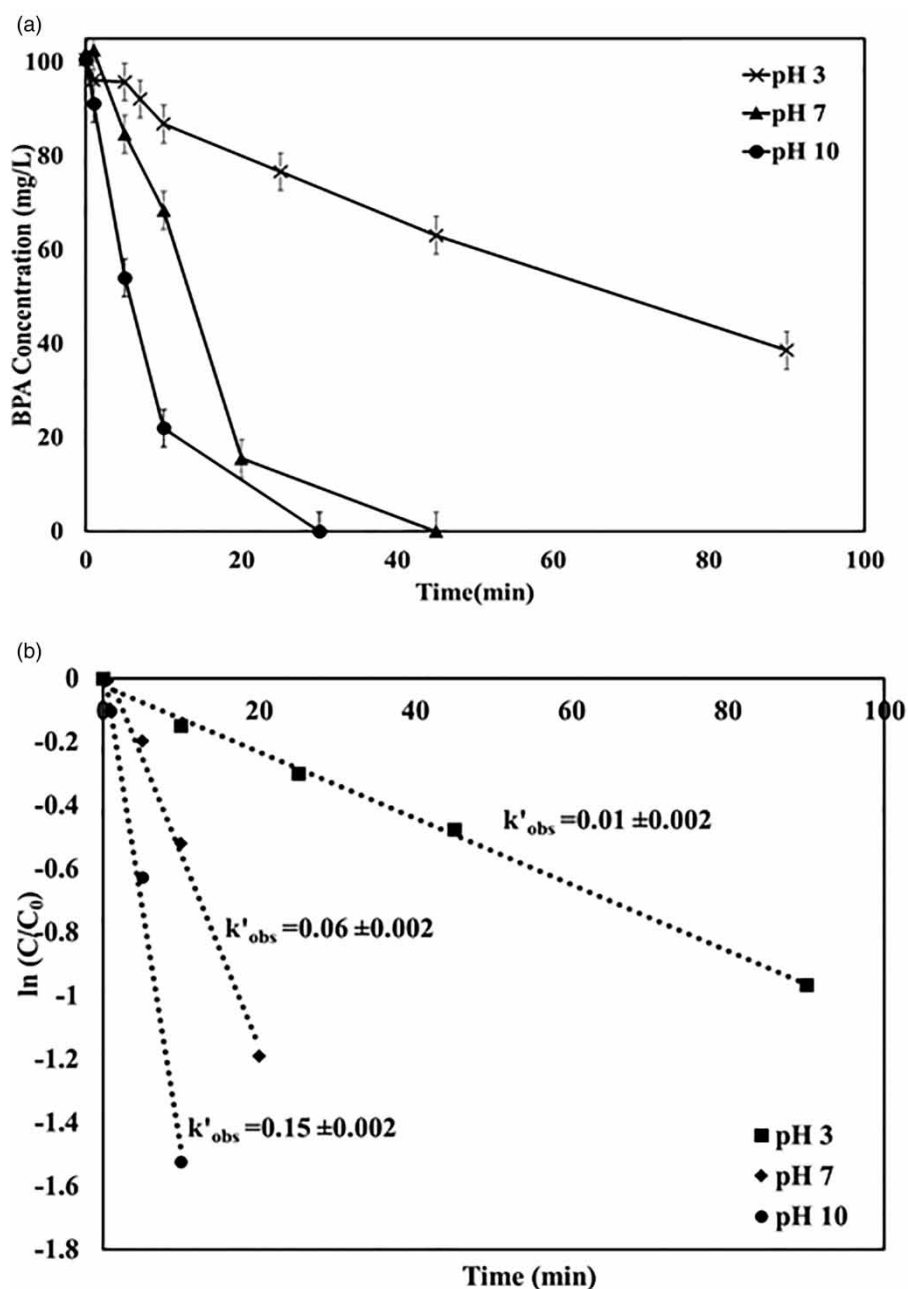 (a)
100
80
60
40
20
0
0 20 40 60 80 100
BPA Concentration (mg/L)
Time(min)
pH 3
pH 7
pH 10
(b)
0
-0.2
-0.4
-0.6
-0.8
-1
-1.2
-1.4
-1.6
-1.8
0 20 40 60 80 100
ln (C/C0)
k'obs =0.01 ±0.002
k'obs =0.06 ±0.002
k'obs =0.15 ±0.002
pH 3
pH 7
pH 10
Time (min)